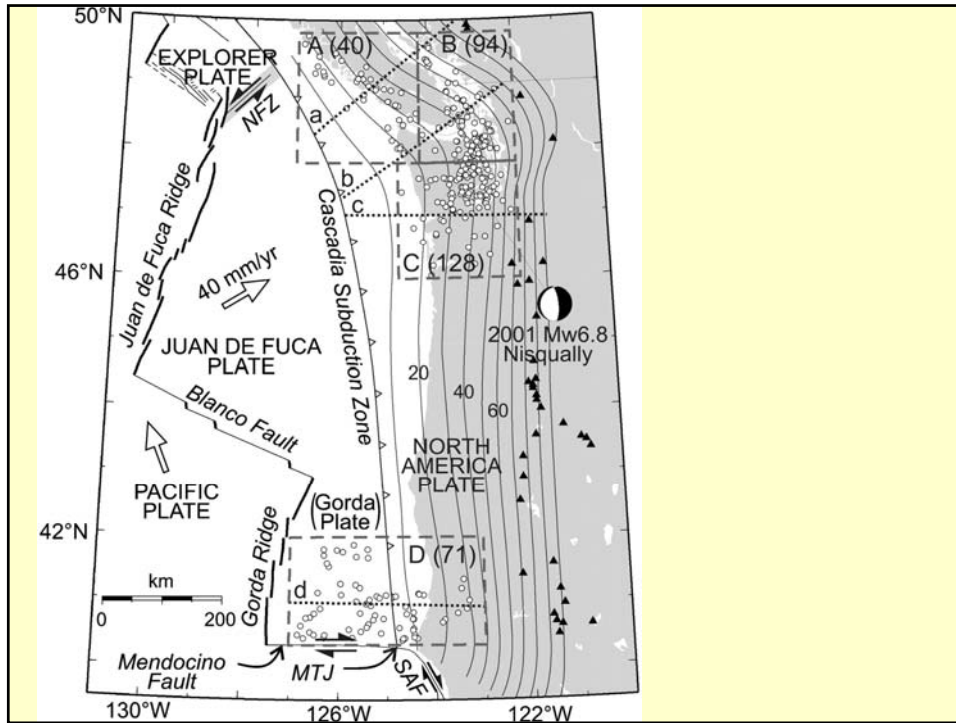 50°N
EXPLORER
PLATE
A (40)
B (94)
NFZ
a
b
c
Juan de Fuca Ridge
Cascadia Subduction Zone
C (128)
46°N
40 mm/yr
2001 Mw6.8
Nisqually
JUAN DE FUCA
PLATE
20
40
60
Blanco Fault
NORTH
AMERICA
PLATE
PACIFIC
PLATE
(Gorda
Plate)
42°N
D (71)
Gorda Ridge
d
km
0
200
Mendocino
Fault
MTJ
SAF
130°W
126°W
122°W